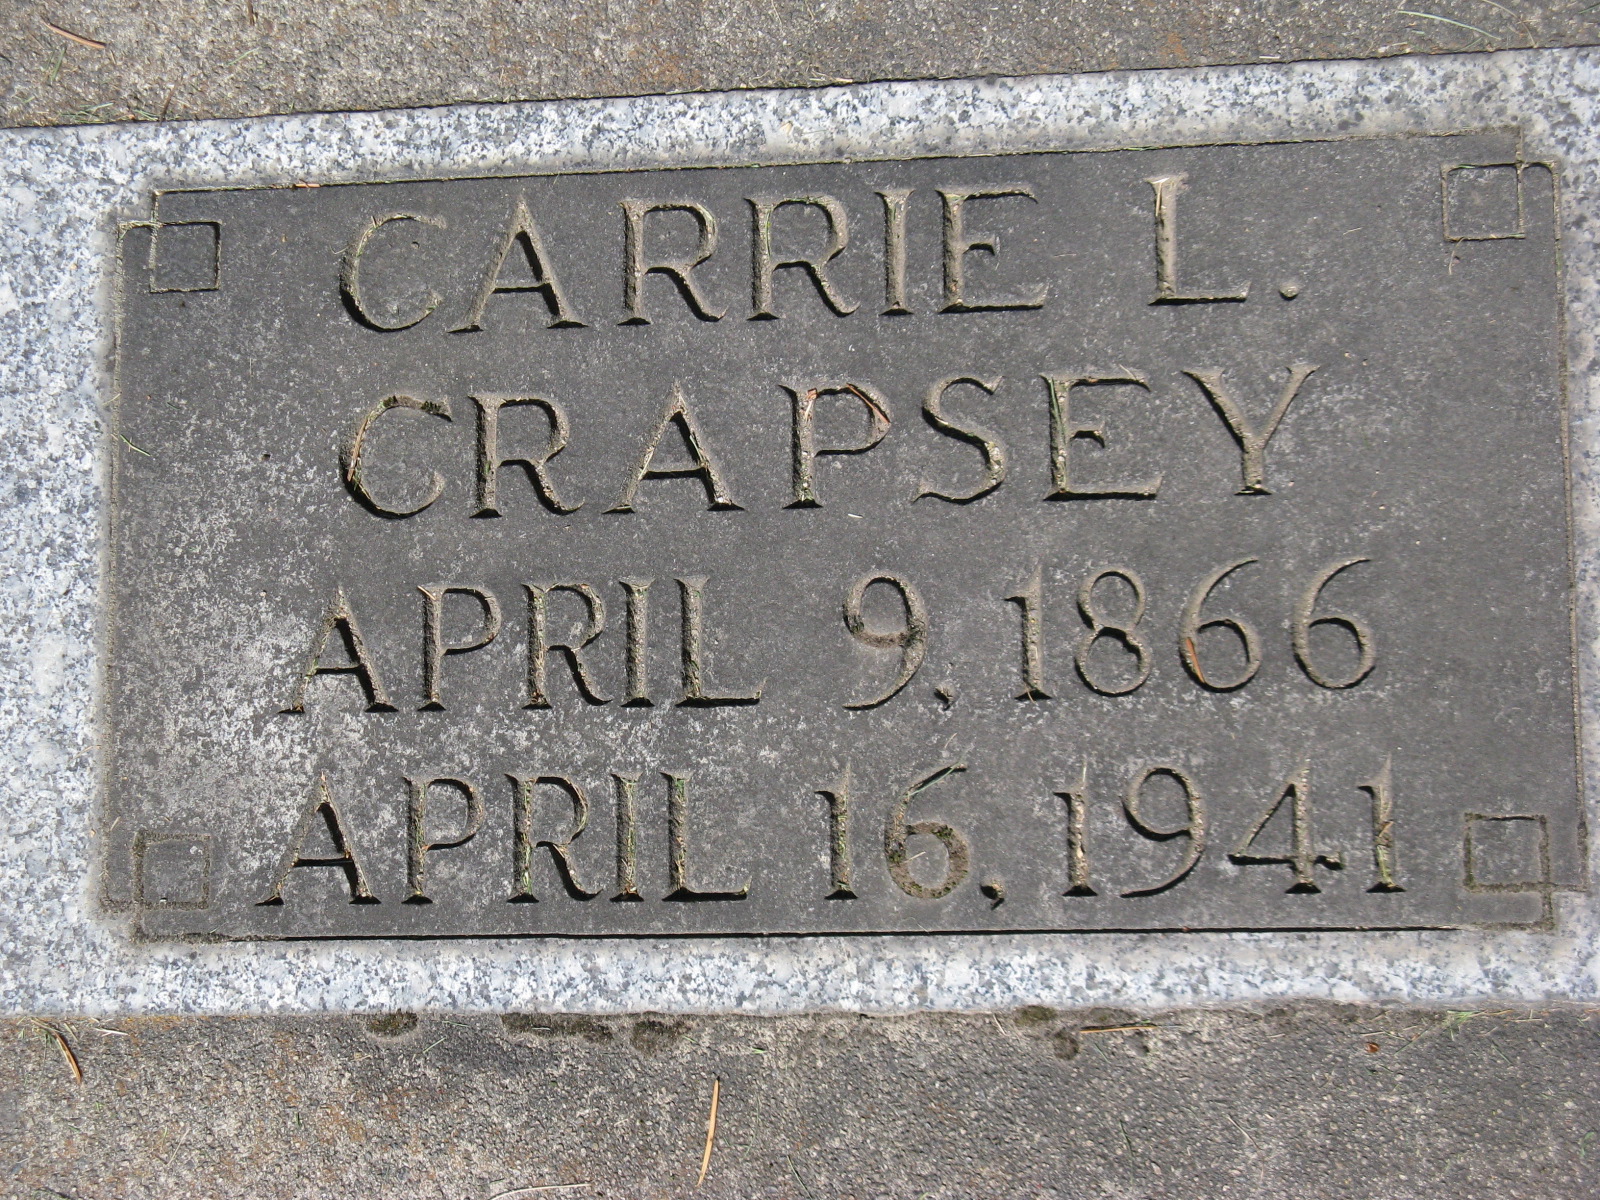 CARRIE L.
CRAPSEY
APRIL 9, 1866
APRIL 16, 1941